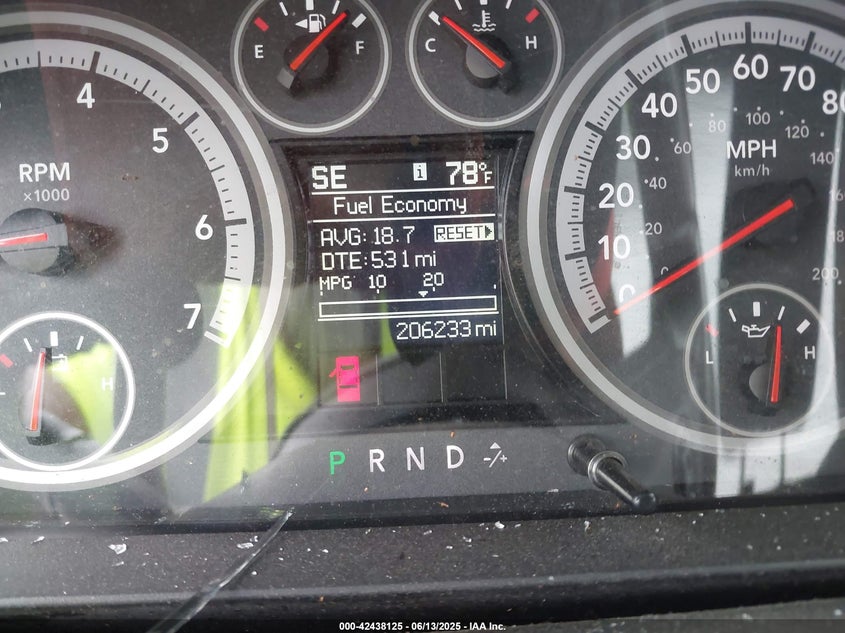 E F
C H
4
5
6
7
RPM
x1000
H
SE i 78°F
Fuel Economy
AVG: 18.7 RESET
DTE: 531 mi
MPG 10 20
206233 mi
P R N D -/+
0 10 20 30 40 50 60 70 80
20 40 60 80 100 120 140 200
MPH
km/h
L H
000-42438125 - 06/13/2025 - IAA Inc.